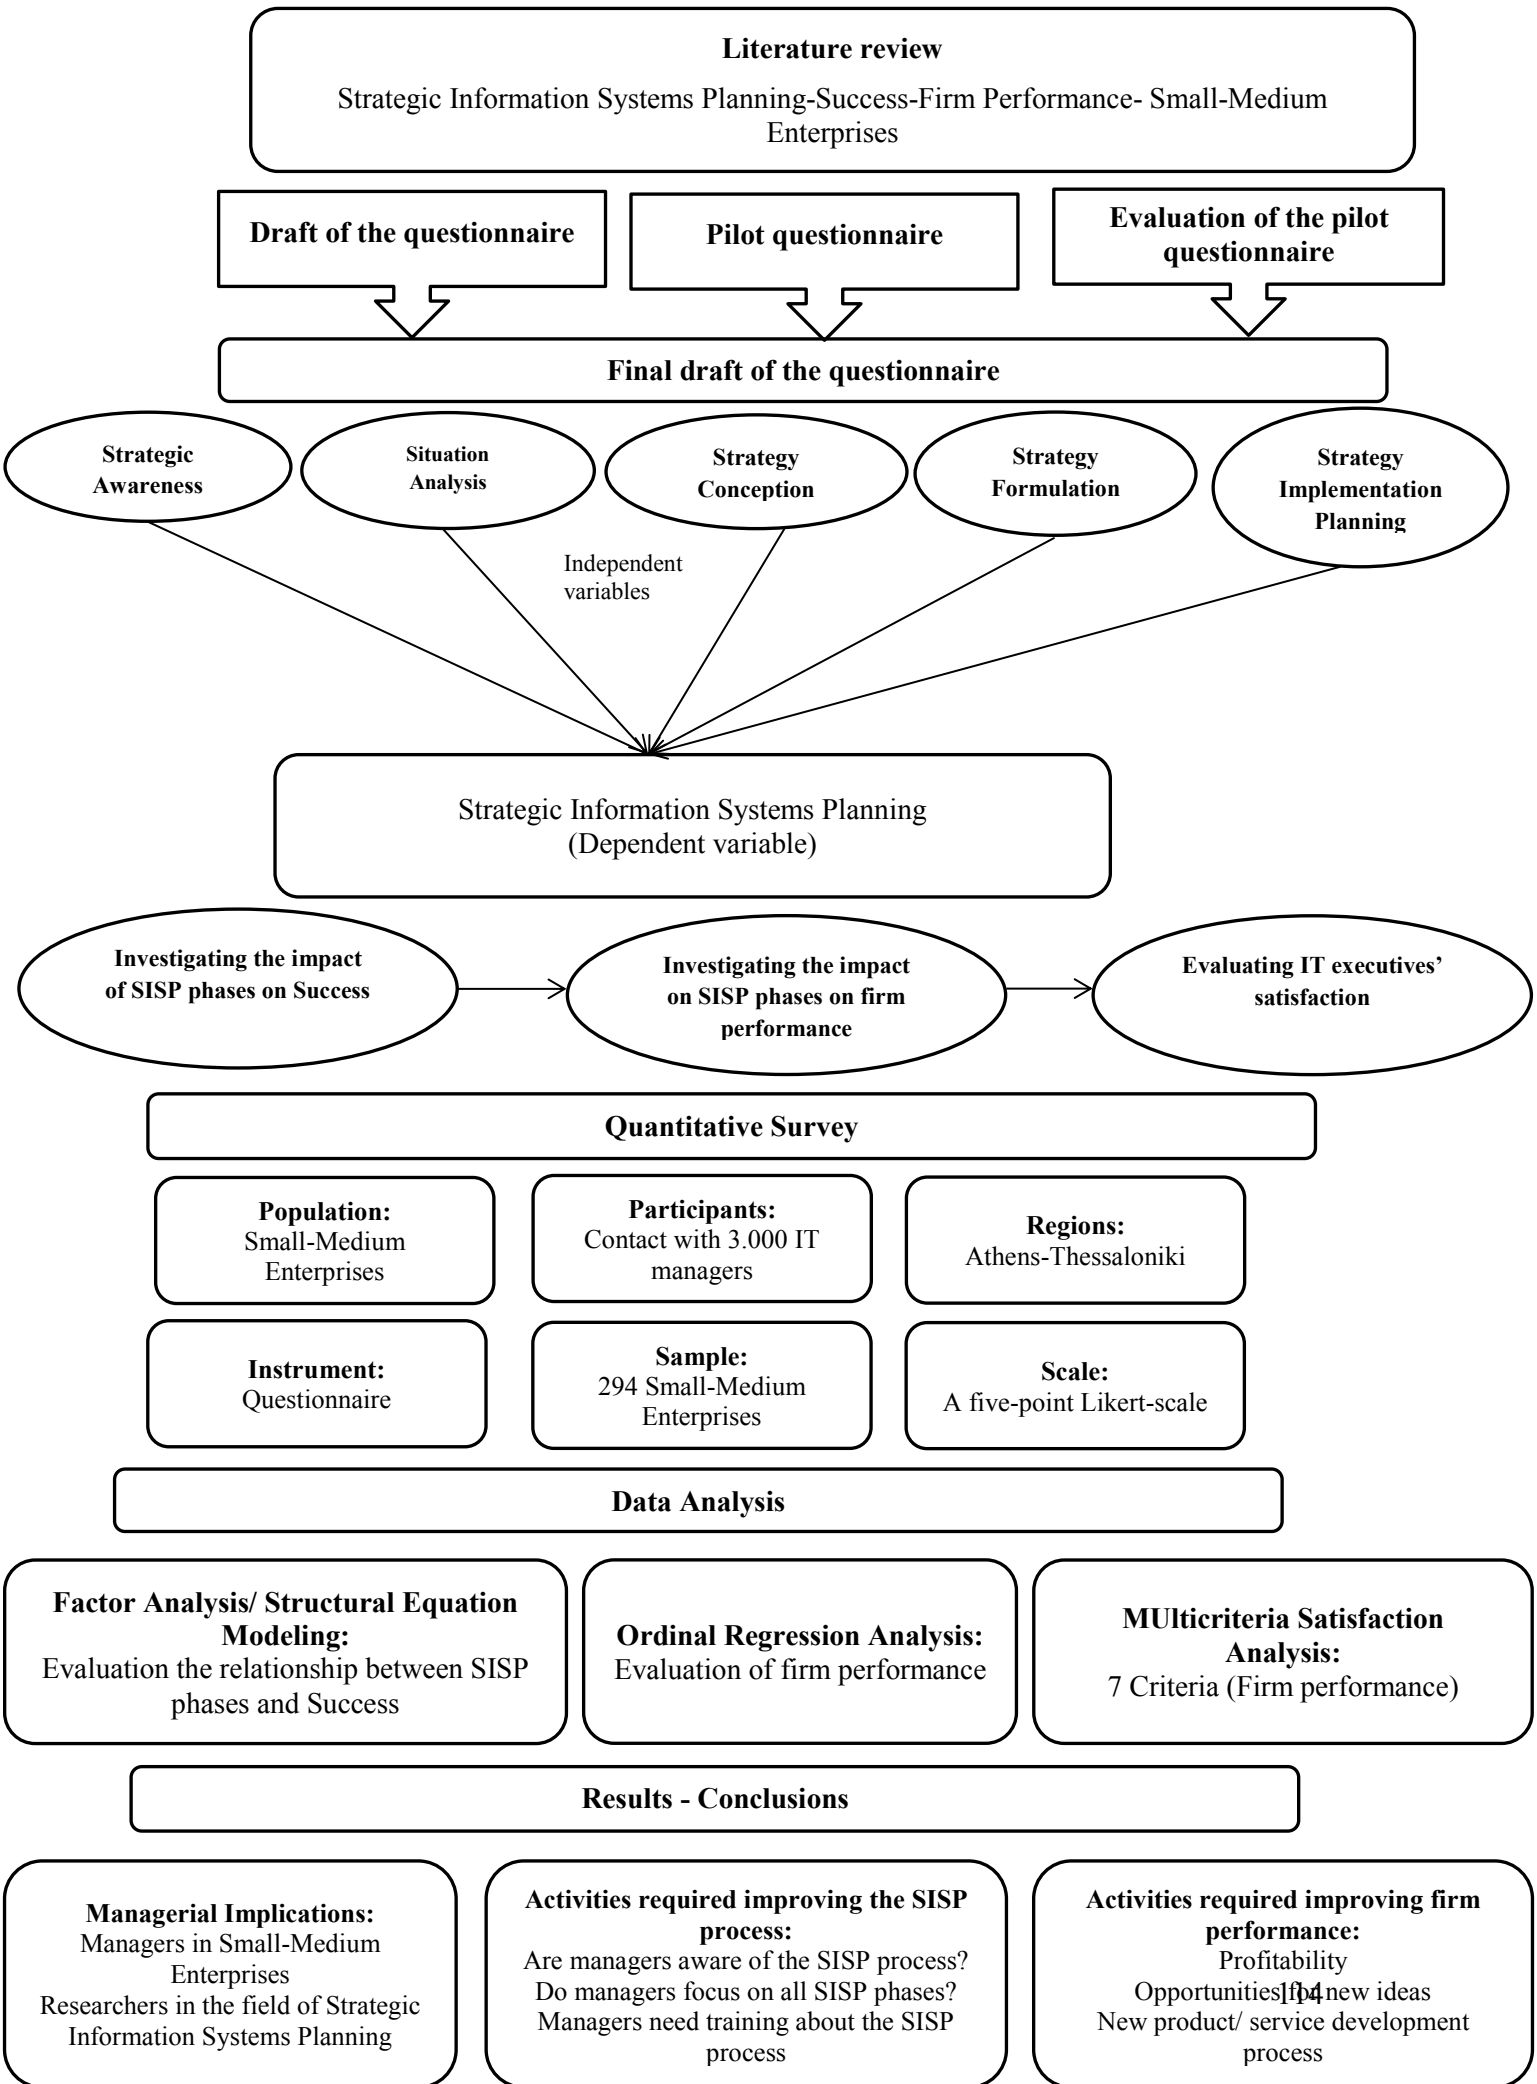 Literature review
Strategic Information Systems Planning-Success-Firm Performance- Small-Medium
Enterprises
Draft of the questionnaire
Pilot questionnaire
Evaluation of the pilot
questionnaire
Final draft of the questionnaire
Strategic
Awareness
Situation
Analysis
Strategy
Conception
Strategy
Formulation
Strategy
Implementation
Planning
Independent
variables
Strategic Information Systems Planning
(Dependent variable)
Investigating the impact
of SISP phases on Success
Investigating the impact
on SISP phases on firm
performance
Evaluating IT executives’
satisfaction
Quantitative Survey
Population:
Small-Medium
Enterprises
Participants:
Contact with 3.000 IT
managers
Regions:
Athens-Thessaloniki
Instrument:
Questionnaire
Sample:
294 Small-Medium
Enterprises
Scale:
A five-point Likert-scale
Data Analysis
Factor Analysis/ Structural Equation
Modeling:
Evaluation the relationship between SISP
phases and Success
Ordinal Regression Analysis:
Evaluation of firm performance
MUlticriteria Satisfaction
Analysis:
7 Criteria (Firm performance)
Results - Conclusions
Managerial Implications:
Managers in Small-Medium
Enterprises
Researchers in the field of Strategic
Information Systems Planning
Activities required improving the SISP
process:
Are managers aware of the SISP process?
Do managers focus on all SISP phases?
Managers need training about the SISP
process
Activities required improving firm
performance:
Profitability
Opportunities for new ideas
New product/ service development
process
114